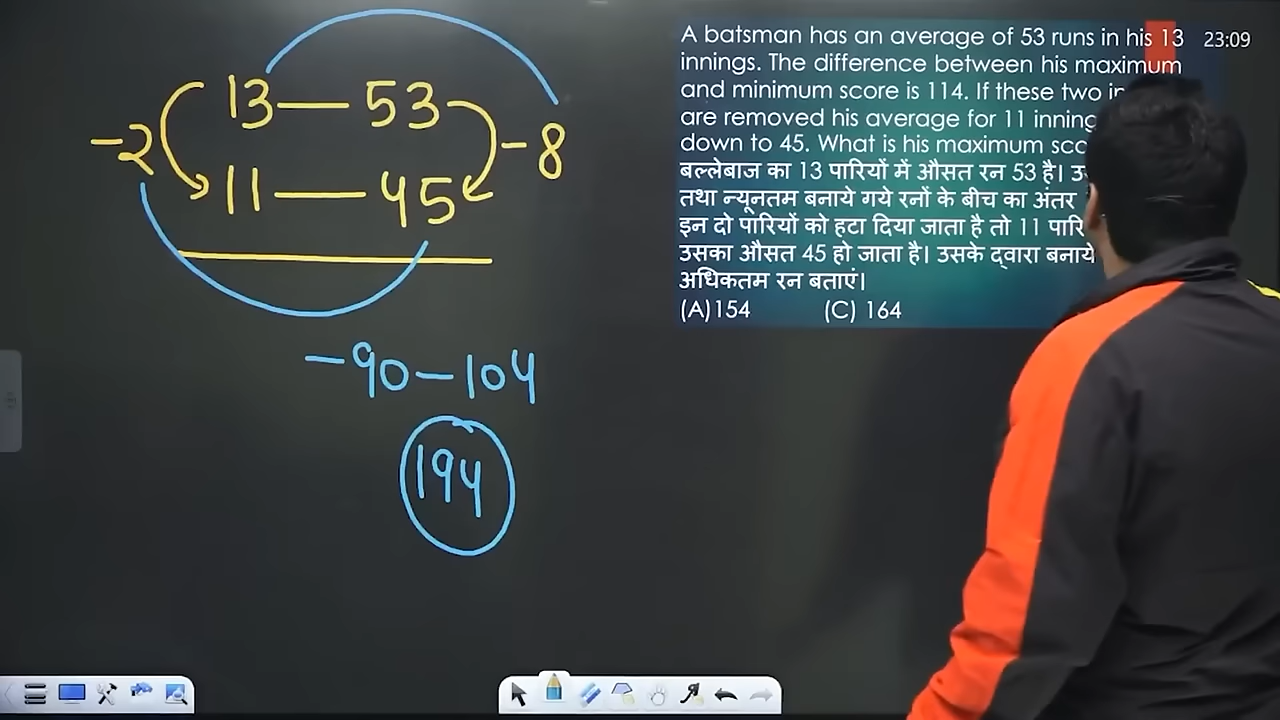 A batsman has an average of 53 runs in his 13
innings. The difference between his maximum
and minimum score is 114. If these two
are removed his average for 11
down to 45. What is his maximum
बल्लेबाज का 13 पारियों में औसत रन 53 है।
तथा न्यूनतम बनाये गये रनों के बीच का अंतर
इन दो पारियों को हटा दिया जाता है तो 11
उसका औसत 45 हो जाता है। उसके द्वारा बनाये
अधिकतम रन बताएं।
(A)154 (C) 164
23:09
13 — 53
-2 -8
11 — 45
-90-104
194